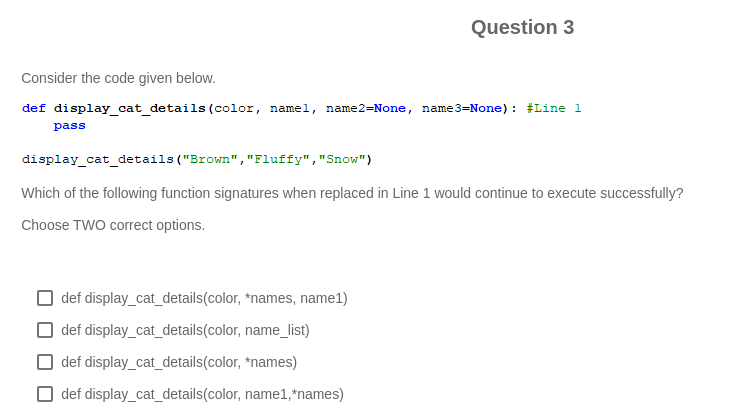 Question 3
Consider the code given below.
def display_cat_details(color, name1, name2=None, name3=None): #Line 1
pass
display_cat_details("Brown","Fluffy","Snow")
Which of the following function signatures when replaced in Line 1 would continue to execute successfully?
Choose TWO correct options.
def display_cat_details(color, *names, name1)
def display_cat_details(color, name_list)
def display_cat_details(color, *names)
def display_cat_details(color, name1,*names)